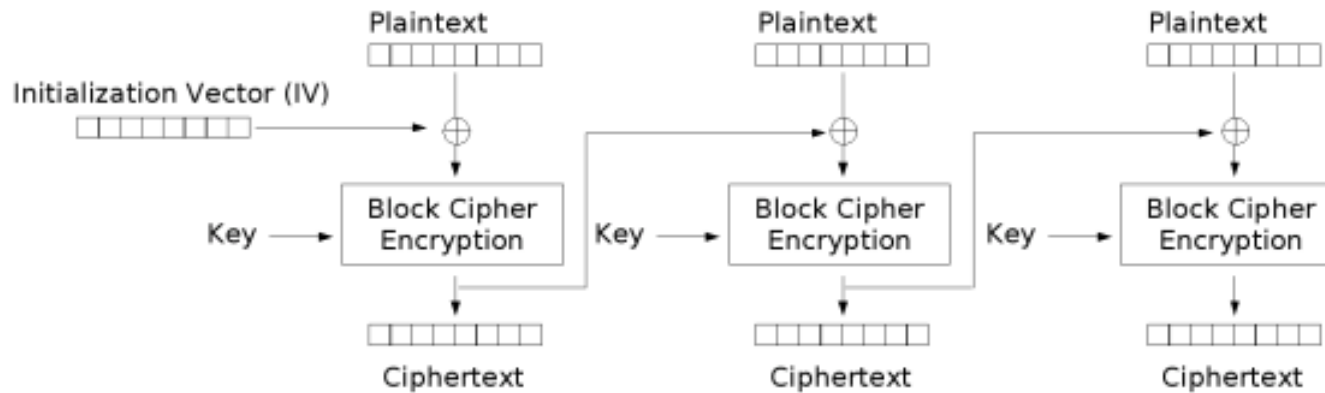 Plaintext
Plaintext
Plaintext
Initialization Vector (IV)
Key
Block Cipher
Encryption
Key
Block Cipher
Encryption
Key
Block Cipher
Encryption
Ciphertext
Ciphertext
Ciphertext